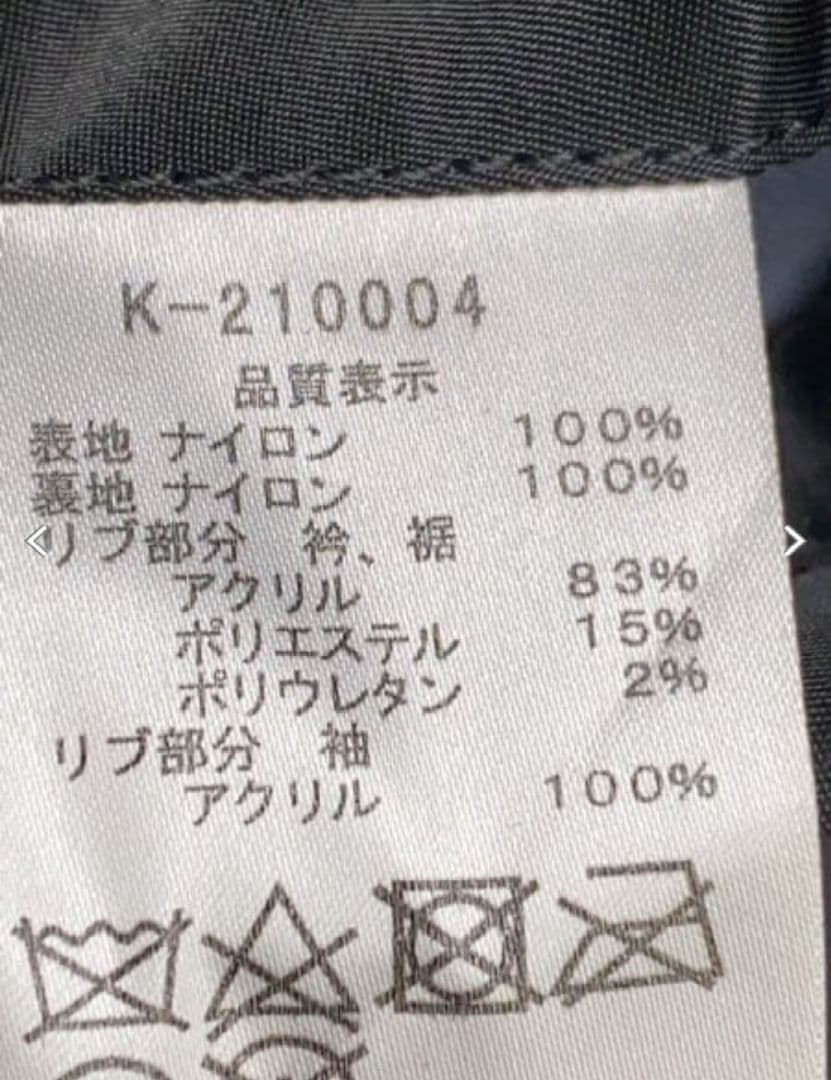 K-210004
品質表示
表地 ナイロン 100%
裏地 ナイロン 100%
リブ部分 衿、裾
アクリル 83%
ポリエステル 15%
ポリウレタン 2%
リブ部分 袖
アクリル 100%